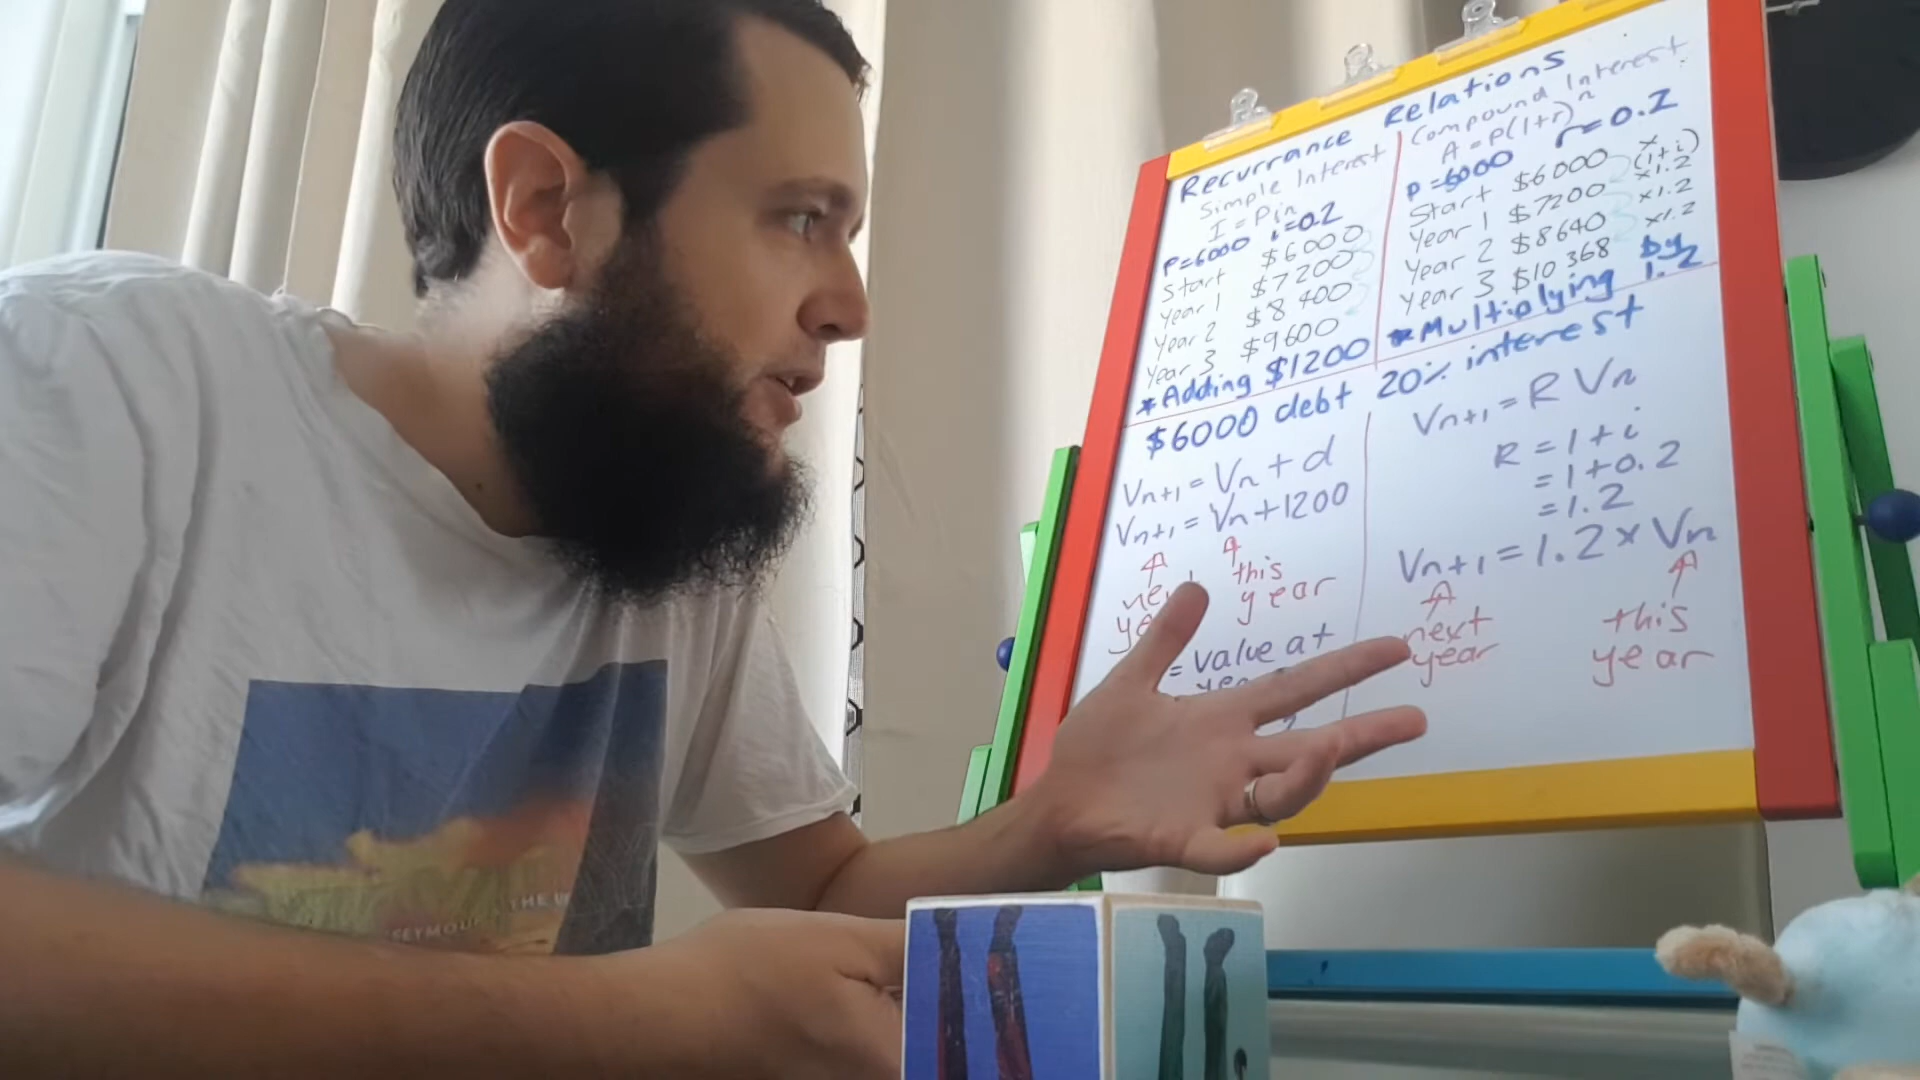 Recurrance Relations
Simple Interest
I = Pin
P=6000 i=0.2
Start $6000
Year 1 $7200
Year 2 $8400
Year 3 $9600
*Adding $1200
Compound Interest
A = P(1+r)^n
P=6000 r=0.2
Start $6000 × (1+i)
Year 1 $7200 ×1.2
Year 2 $8640 ×1.2
Year 3 $10368 ×1.2
*Multiplying by 1.2
$6000 debt 20% interest
Vn+1 = Vn + d
Vn+1 = Vn + 1200
this
year
= value at
Vn+1 = R Vn
R = 1 + i
= 1 + 0.2
= 1.2
Vn+1 = 1.2 × Vn
next this
year year
SEYMOUR THE